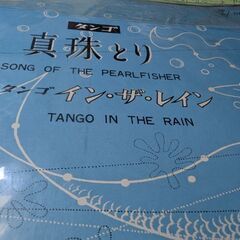 タンゴ
真珠とり
SONG OF THE PEARLFISHER
タンゴ イン・ザ・レイン
TANGO IN THE RAIN